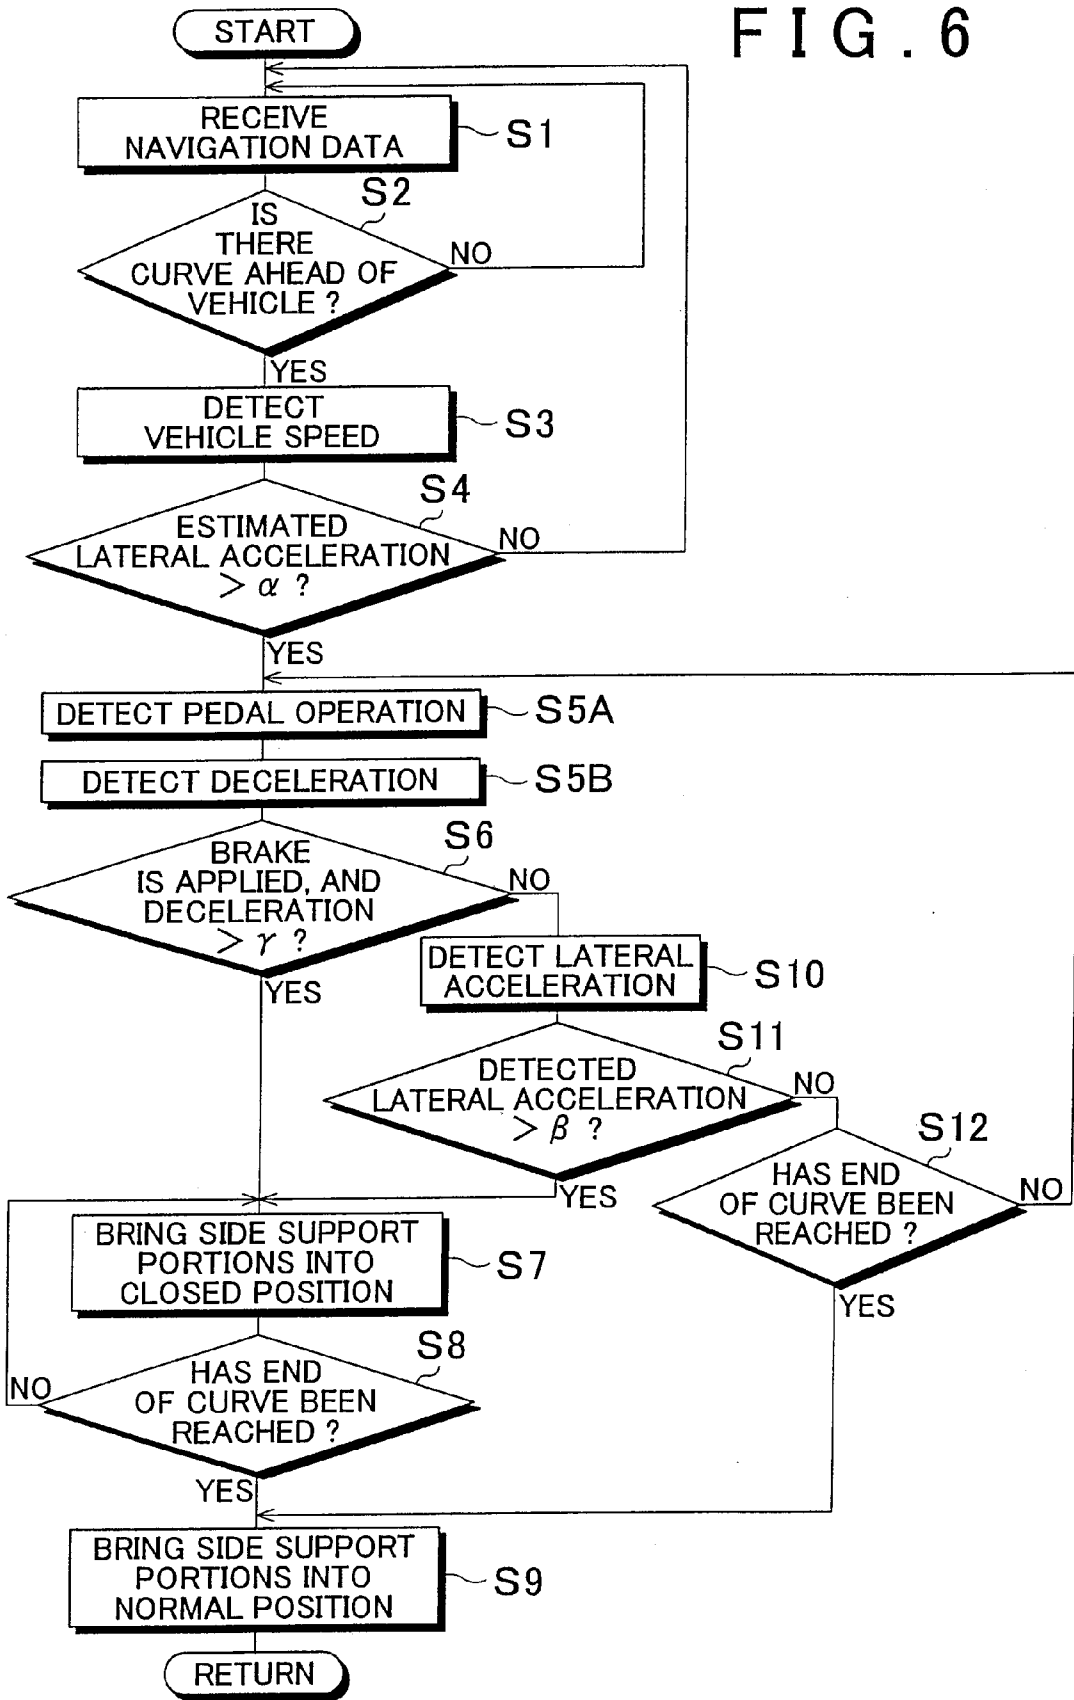 FIG. 6
START
RECEIVE
NAVIGATION DATA
S1
S2
IS
THERE
CURVE AHEAD OF
VEHICLE ?
NO
YES
DETECT
VEHICLE SPEED
S3
S4
ESTIMATED
LATERAL ACCELERATION
> α ?
NO
YES
DETECT PEDAL OPERATION
S5A
DETECT DECELERATION
S5B
S6
BRAKE
IS APPLIED, AND
DECELERATION
> γ ?
NO
YES
DETECT LATERAL
ACCELERATION
S10
S11
DETECTED
LATERAL ACCELERATION
> β ?
NO
YES
S12
HAS END
OF CURVE BEEN
REACHED ?
NO
YES
BRING SIDE SUPPORT
PORTIONS INTO
CLOSED POSITION
S7
S8
HAS END
OF CURVE BEEN
REACHED ?
NO
YES
BRING SIDE SUPPORT
PORTIONS INTO
NORMAL POSITION
S9
RETURN